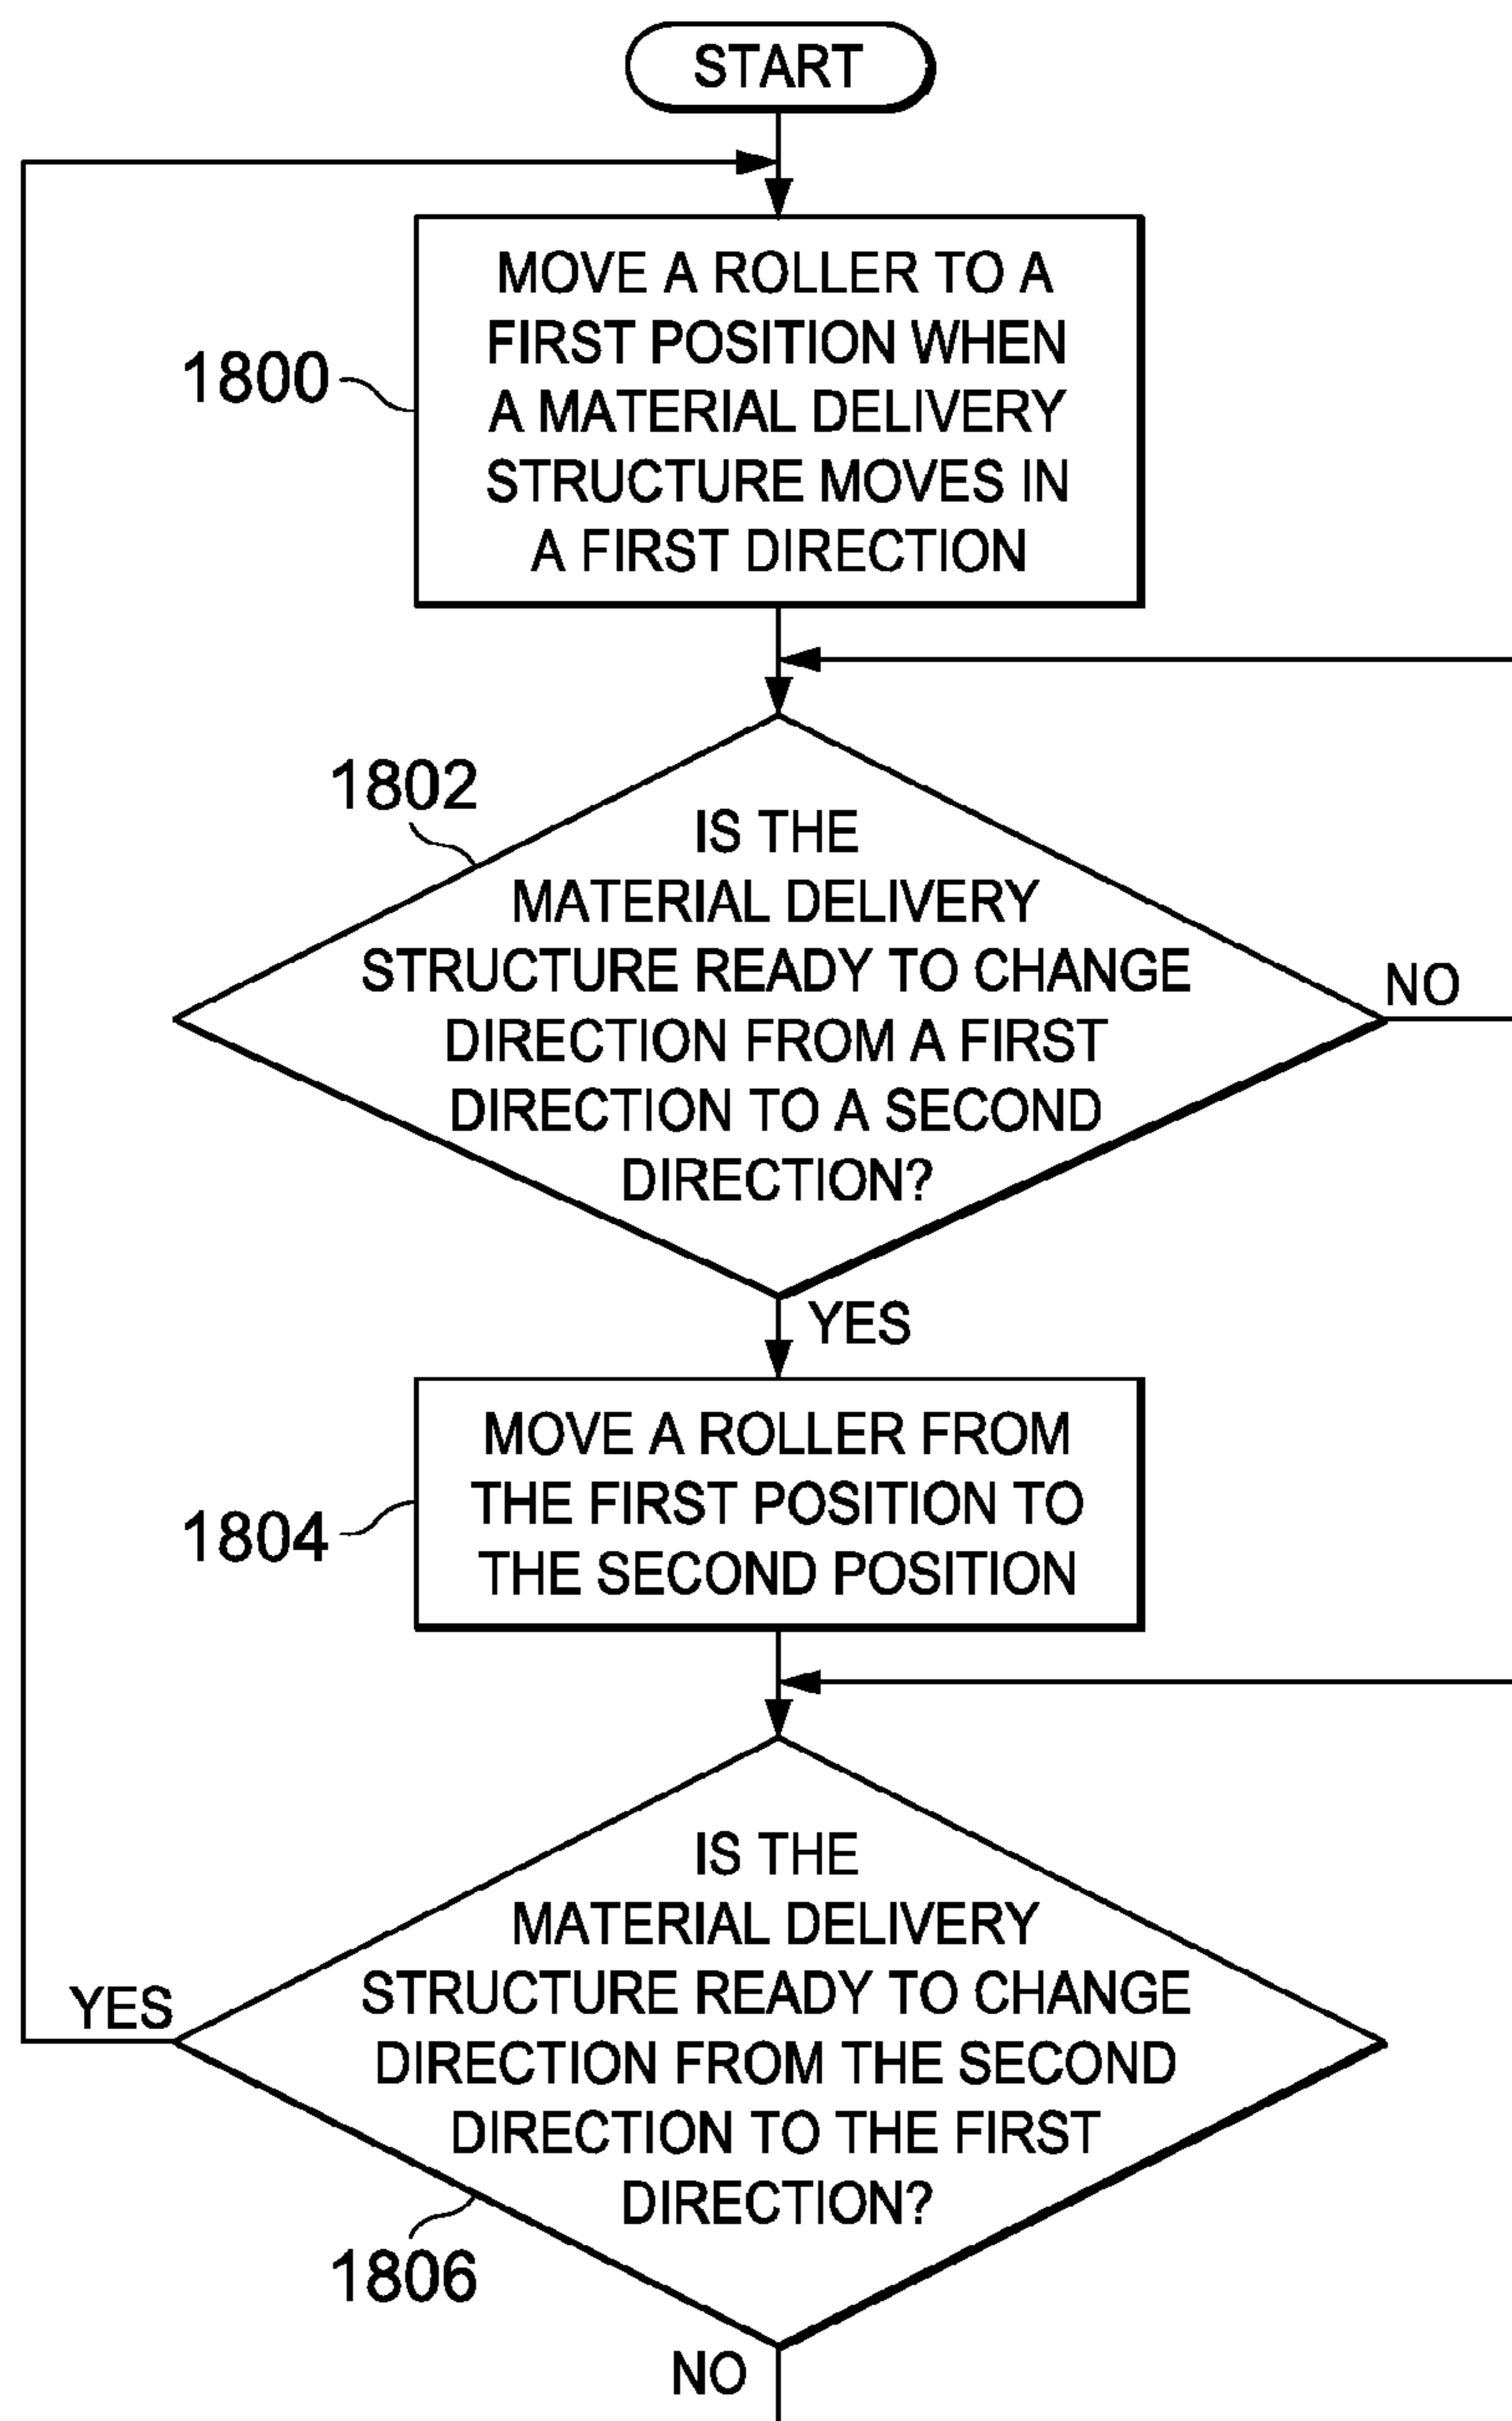 START
MOVE A ROLLER TO A
FIRST POSITION WHEN
A MATERIAL DELIVERY
STRUCTURE MOVES IN
A FIRST DIRECTION
1800
1802
IS THE
MATERIAL DELIVERY
STRUCTURE READY TO CHANGE
DIRECTION FROM A FIRST
DIRECTION TO A SECOND
DIRECTION?
NO
YES
MOVE A ROLLER FROM
THE FIRST POSITION TO
THE SECOND POSITION
1804
IS THE
MATERIAL DELIVERY
STRUCTURE READY TO CHANGE
DIRECTION FROM THE SECOND
DIRECTION TO THE FIRST
DIRECTION?
YES
1806
NO